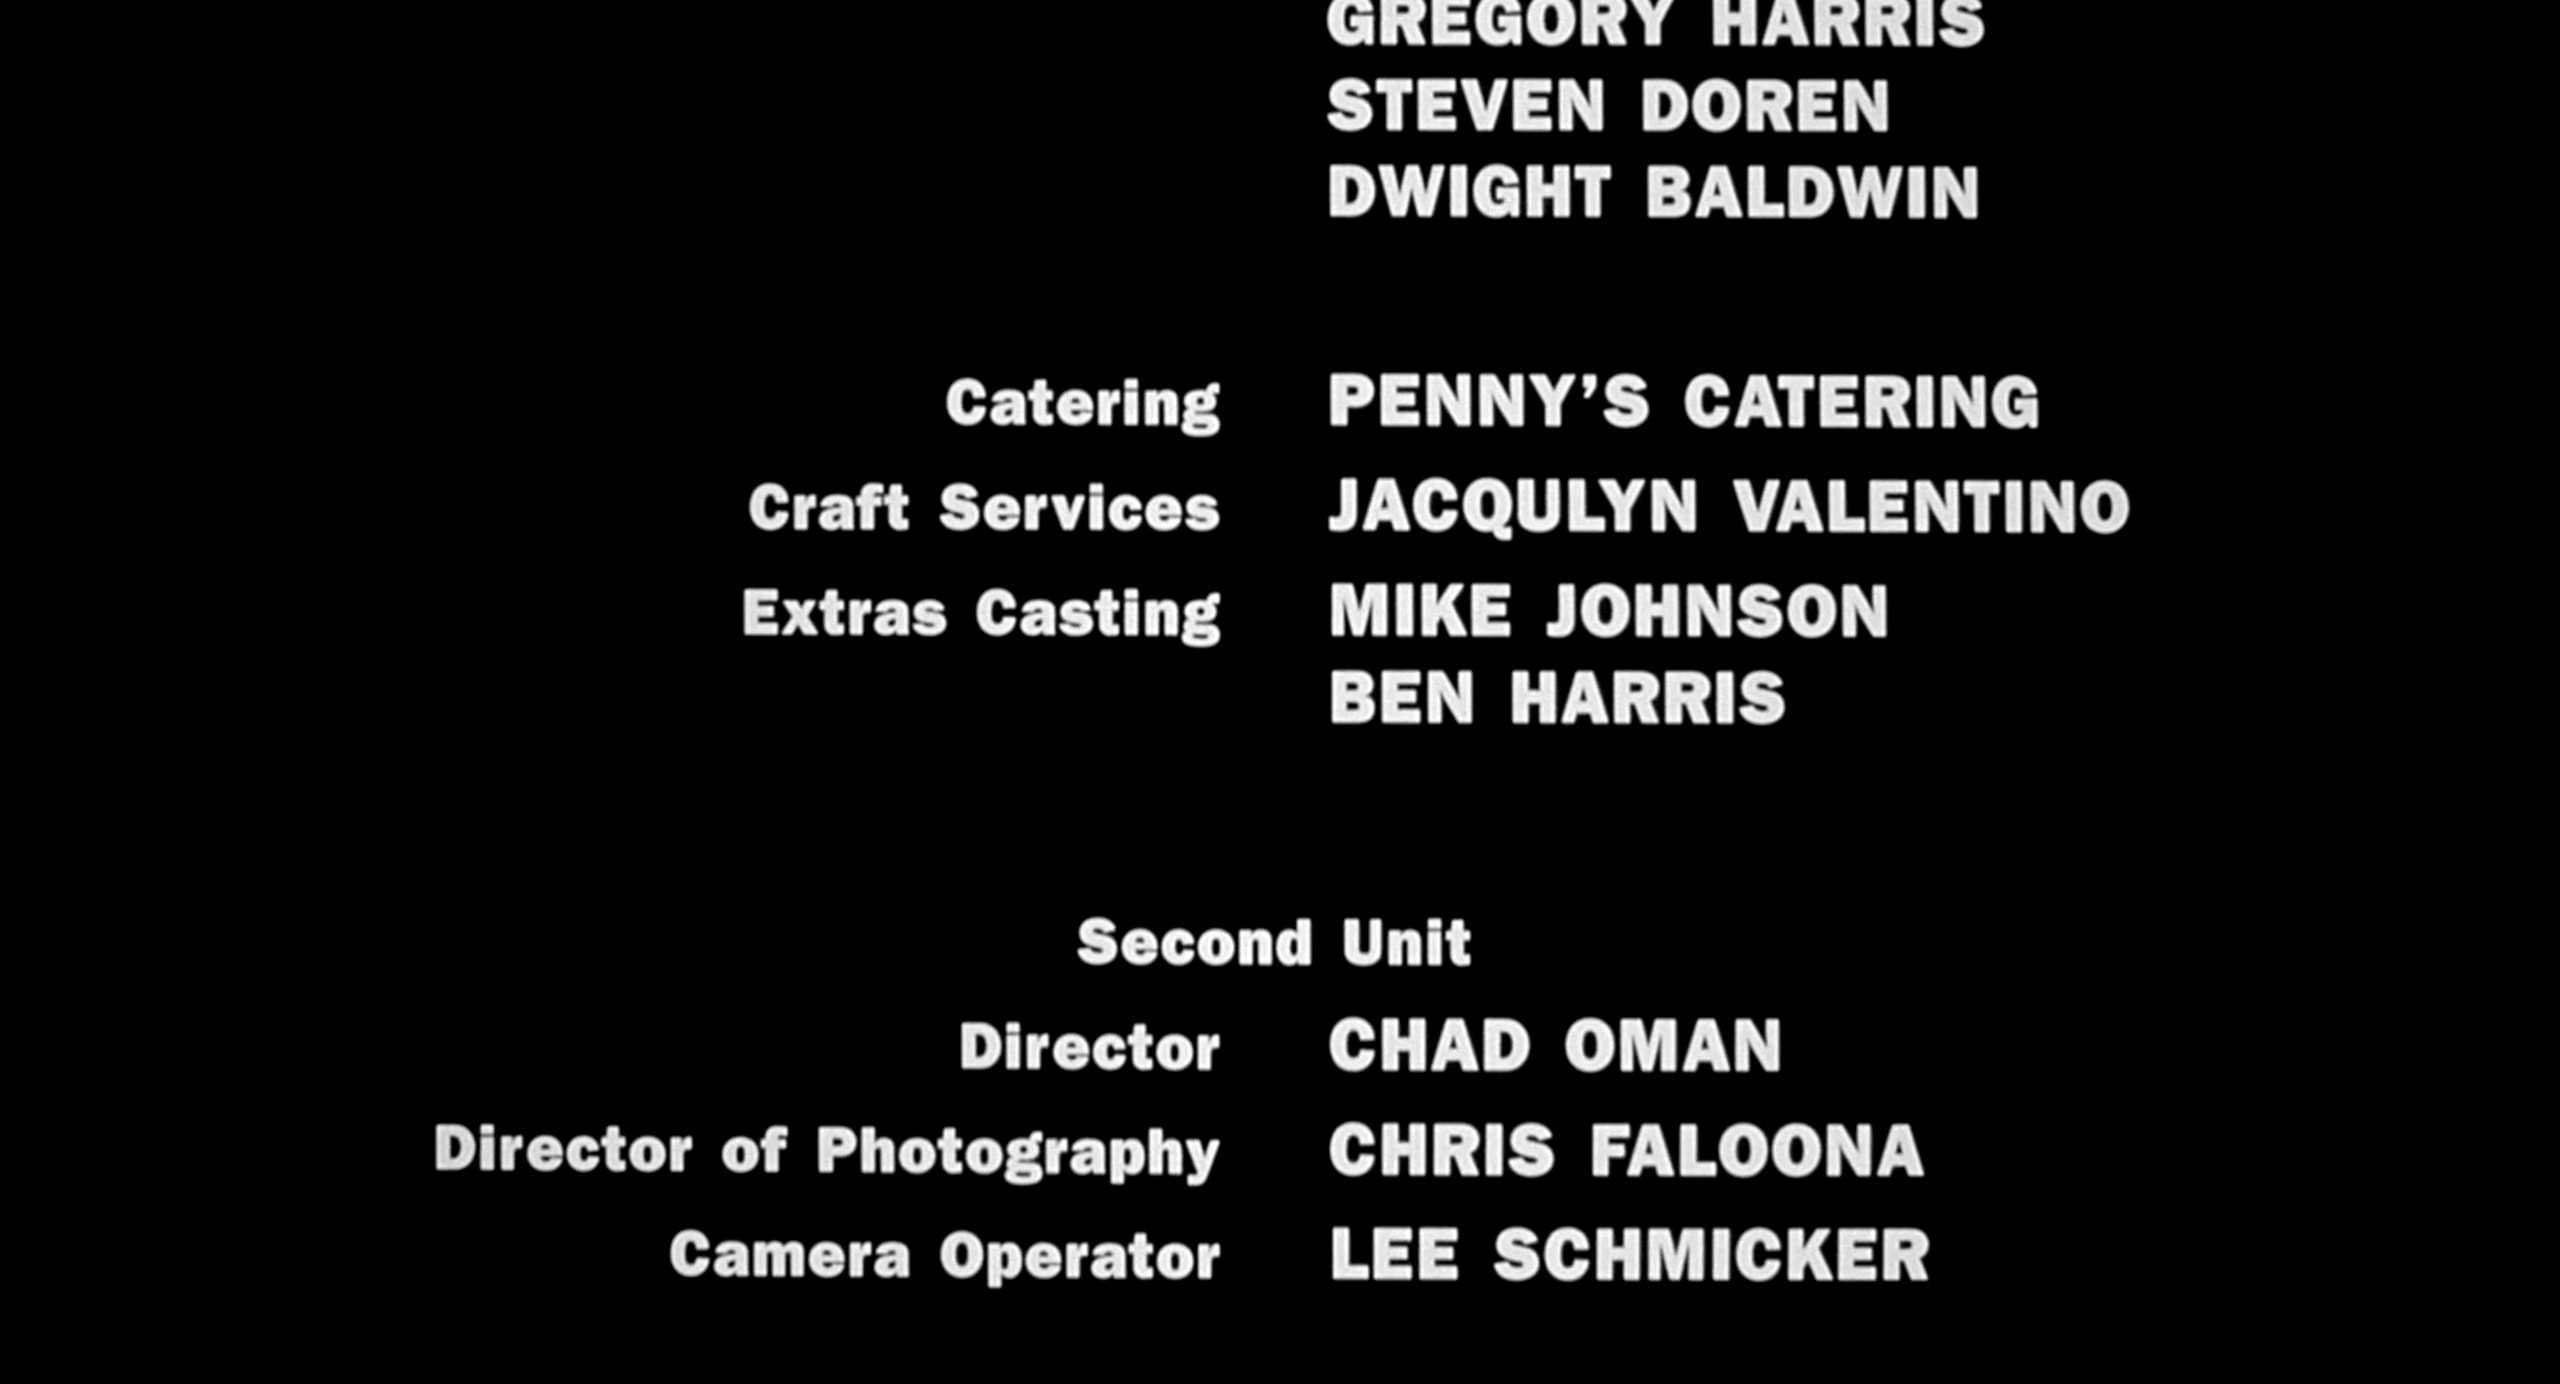 GREGORY HARRIS
STEVEN DOREN
DWIGHT BALDWIN
Catering PENNY’S CATERING
Craft Services JACQULYN VALENTINO
Extras Casting MIKE JOHNSON
BEN HARRIS
Second Unit
Director CHAD OMAN
Director of Photography CHRIS FALOONA
Camera Operator LEE SCHMICKER